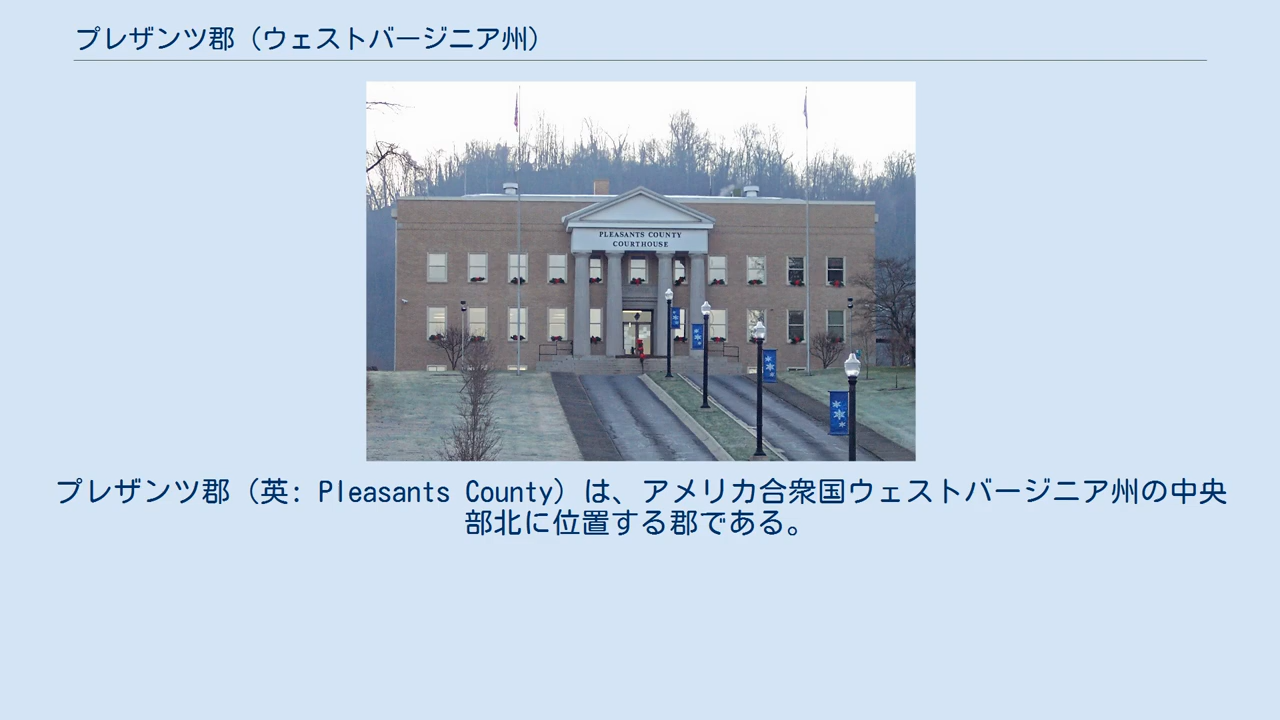 プレザンツ郡（ウェストバージニア州）
PLEASANTS COUNTY
COURTHOUSE
プレザンツ郡（英: Pleasants County）は、アメリカ合衆国ウェストバージニア州の中央
部北に位置する郡である。